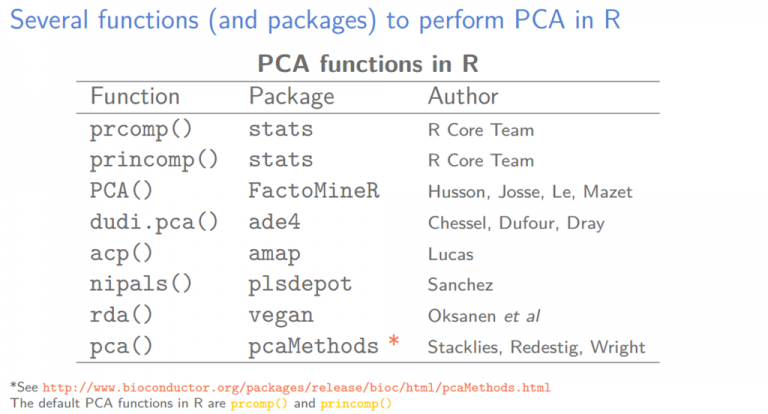 Several functions (and packages) to perform PCA in R
PCA functions in R
Function Package Author
prcomp() stats R Core Team
princomp() stats R Core Team
PCA() FactoMineR Husson, Josse, Le, Mazet
dudi.pca() ade4 Chessel, Dufour, Dray
acp() amap Lucas
nipals() plsdepot Sanchez
rda() vegan Oksanen et al
pca() pcaMethods * Stacklies, Redestig, Wright
*See http://www.bioconductor.org/packages/release/bioc/html/pcaMethods.html
The default PCA functions in R are prcomp() and princomp()